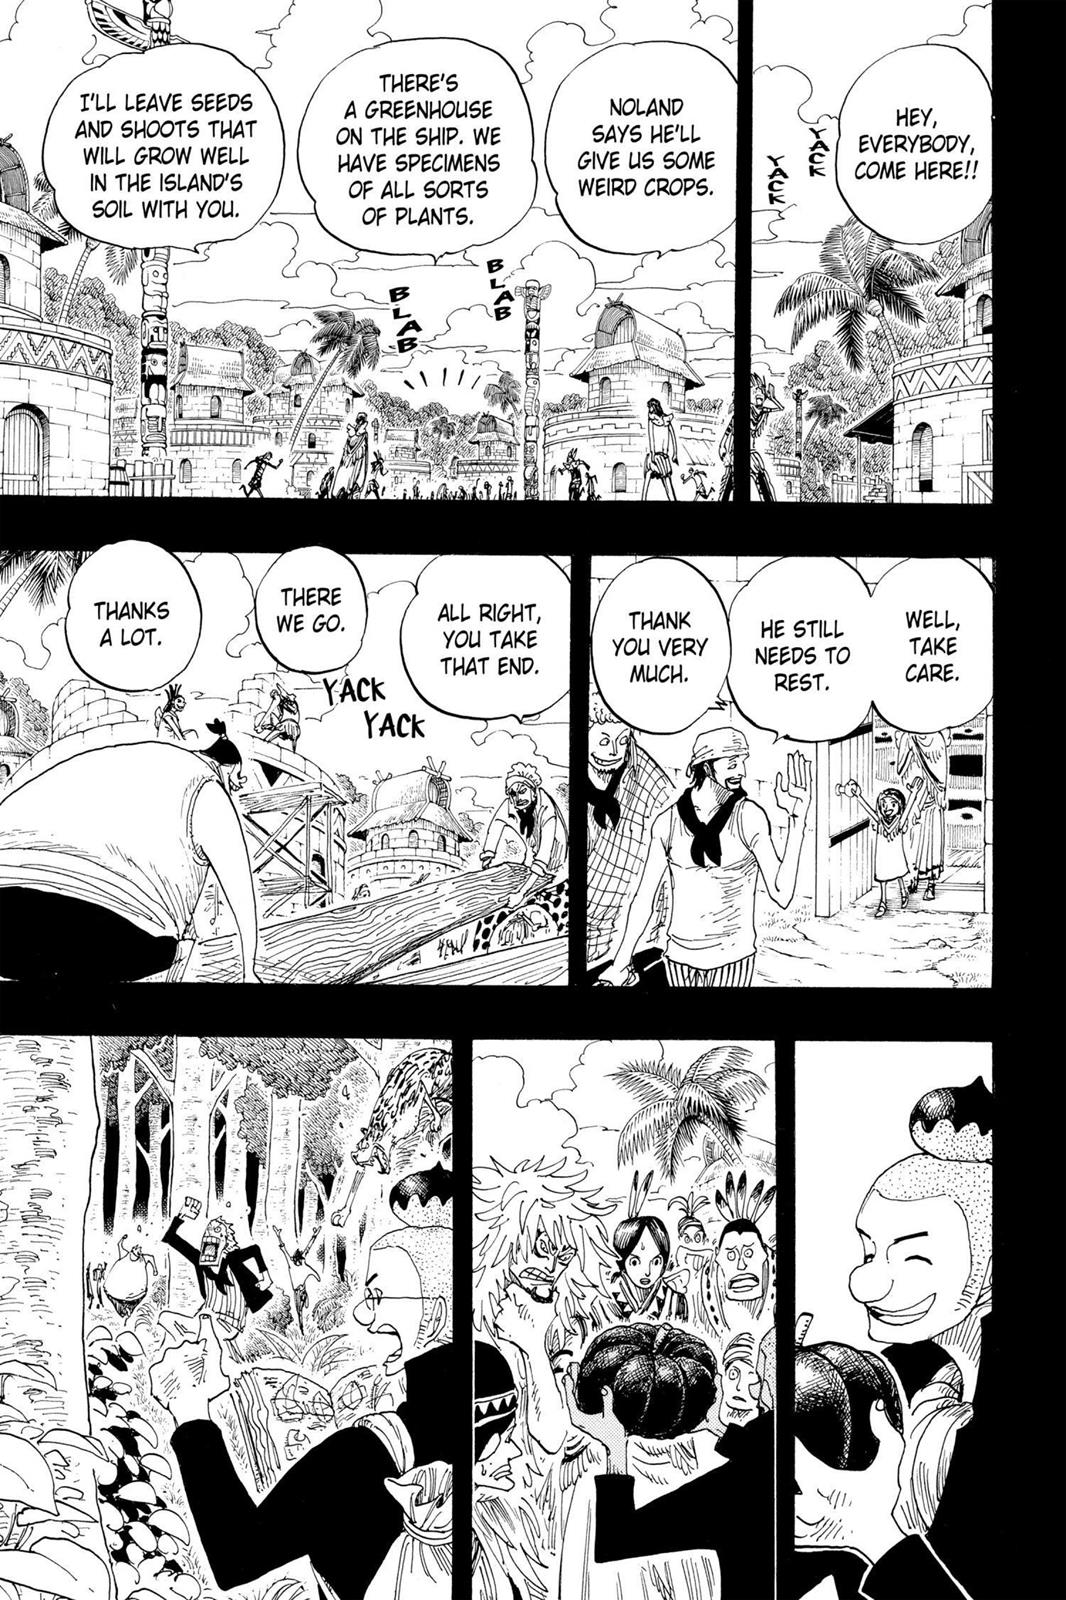 HEY,
EVERYBODY,
COME HERE!!
YACK
YACK
NOLAND
SAYS HE'LL
GIVE US SOME
WEIRD CROPS.
THERE'S
A GREENHOUSE
ON THE SHIP. WE
HAVE SPECIMENS
OF ALL SORTS
OF PLANTS.
I'LL LEAVE SEEDS
AND SHOOTS THAT
WILL GROW WELL
IN THE ISLAND'S
SOIL WITH YOU.
BLAB
BLAB
WELL,
TAKE
CARE.
HE STILL
NEEDS TO
REST.
THANK
YOU VERY
MUCH.
ALL RIGHT,
YOU TAKE
THAT END.
THERE
WE GO.
THANKS
A LOT.
YACK
YACK